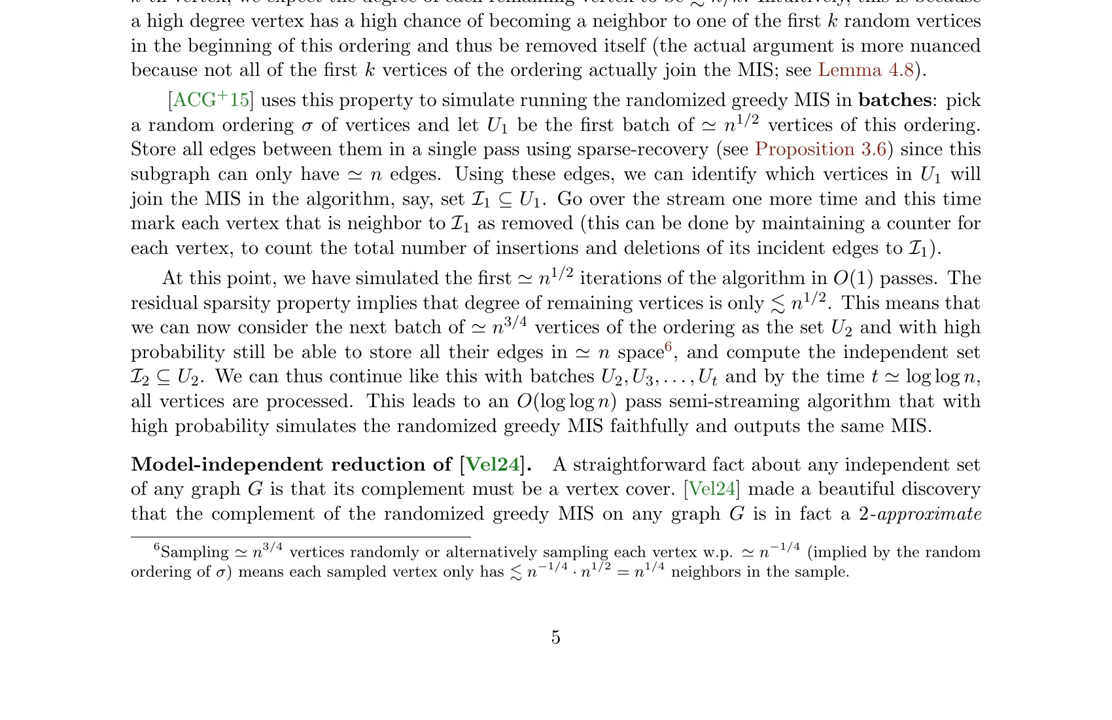 a high degree vertex has a high chance of becoming a neighbor to one of the first k random vertices
in the beginning of this ordering and thus be removed itself (the actual argument is more nuanced
because not all of the first k vertices of the ordering actually join the MIS; see Lemma 4.8).
[ACG+15] uses this property to simulate running the randomized greedy MIS in batches: pick
a random ordering σ of vertices and let U₁ be the first batch of ≃ n^{1/2} vertices of this ordering.
Store all edges between them in a single pass using sparse-recovery (see Proposition 3.6) since this
subgraph can only have ≃ n edges. Using these edges, we can identify which vertices in U₁ will
join the MIS in the algorithm, say, set ℐ₁ ⊆ U₁. Go over the stream one more time and this time
mark each vertex that is neighbor to ℐ₁ as removed (this can be done by maintaining a counter for
each vertex, to count the total number of insertions and deletions of its incident edges to ℐ₁).
At this point, we have simulated the first ≃ n^{1/2} iterations of the algorithm in O(1) passes. The
residual sparsity property implies that degree of remaining vertices is only ≲ n^{1/2}. This means that
we can now consider the next batch of ≃ n^{3/4} vertices of the ordering as the set U₂ and with high
probability still be able to store all their edges in ≃ n space⁶, and compute the independent set
ℐ₂ ⊆ U₂. We can thus continue like this with batches U₂, U₃, . . . , Uₜ and by the time t ≃ log log n,
all vertices are processed. This leads to an O(log log n) pass semi-streaming algorithm that with
high probability simulates the randomized greedy MIS faithfully and outputs the same MIS.
Model-independent reduction of [Vel24]. A straightforward fact about any independent set
of any graph G is that its complement must be a vertex cover. [Vel24] made a beautiful discovery
that the complement of the randomized greedy MIS on any graph G is in fact a 2-approximate
⁶Sampling ≃ n^{3/4} vertices randomly or alternatively sampling each vertex w.p. ≃ n^{−1/4} (implied by the random
ordering of σ) means each sampled vertex only has ≲ n^{−1/4} · n^{1/2} = n^{1/4} neighbors in the sample.
5